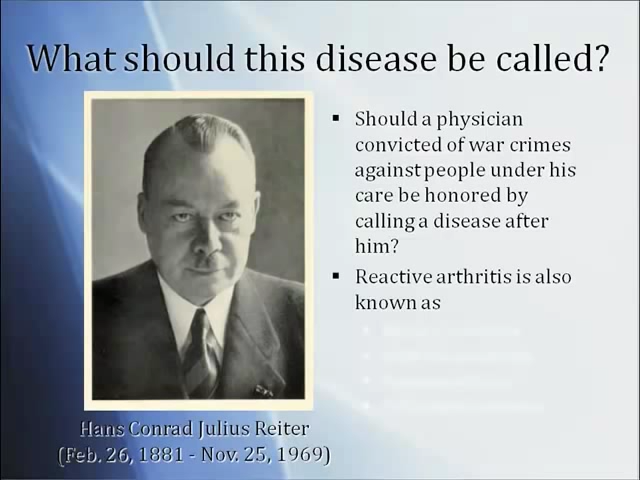 What should this disease be called?
▪ Should a physician
convicted of war crimes
against people under his
care be honored by
calling a disease after
him?
▪ Reactive arthritis is also
known as
Hans Conrad Julius Reiter
(Feb. 26, 1881 - Nov. 25, 1969)